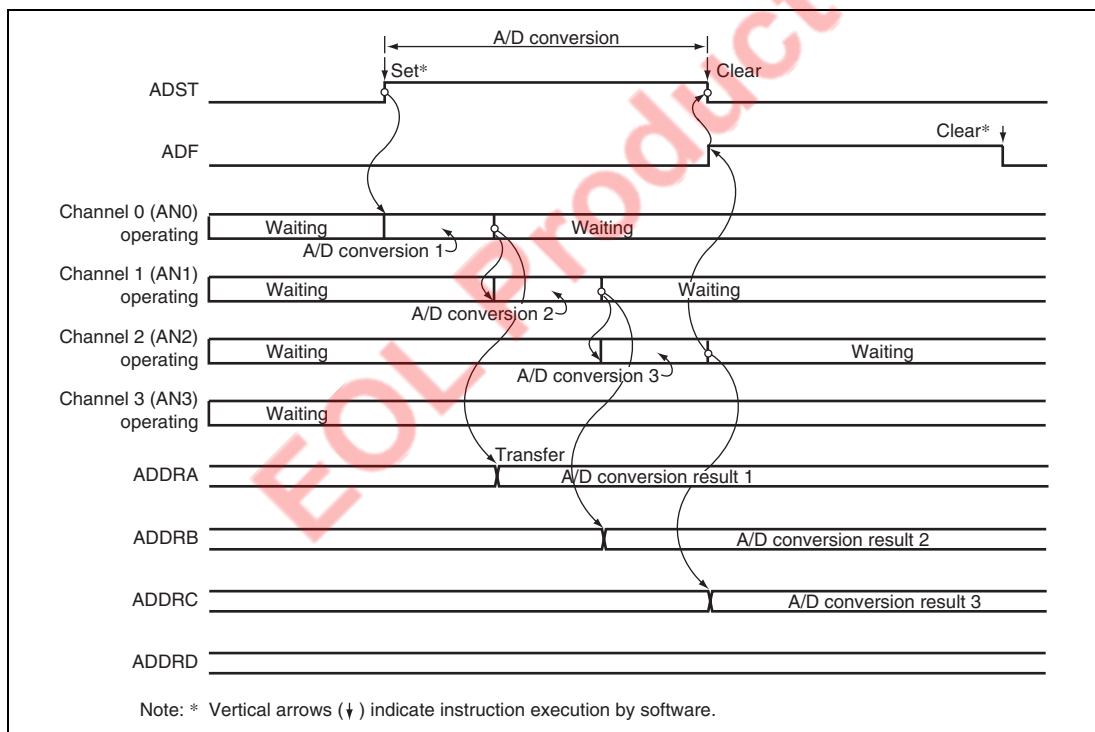 A/D conversion
Set*
Clear
ADST
Clear*
ADF
Channel 0 (AN0)
operating
Waiting
A/D conversion 1
Waiting
Channel 1 (AN1)
operating
Waiting
A/D conversion 2
Waiting
Channel 2 (AN2)
operating
Waiting
A/D conversion 3
Waiting
Channel 3 (AN3)
operating
Waiting
Transfer
ADDRA
A/D conversion result 1
ADDRB
A/D conversion result 2
ADDRC
A/D conversion result 3
ADDRD
Note: * Vertical arrows (↓) indicate instruction execution by software.
EOL Product